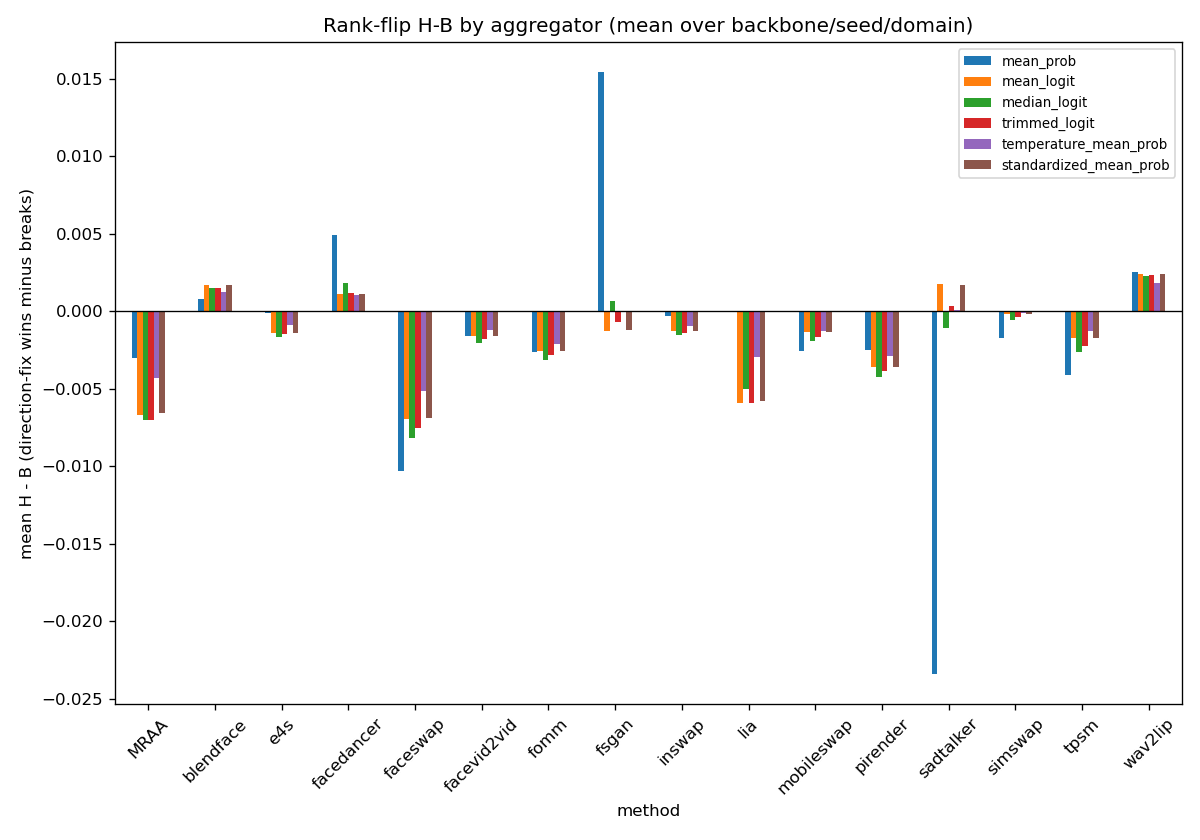 Rank-flip H-B by aggregator (mean over backbone/seed/domain)
mean_prob
mean_logit
median_logit
trimmed_logit
temperature_mean_prob
standardized_mean_prob
mean H - B (direction-fix wins minus breaks)
0.015
0.010
0.005
0.000
−0.005
−0.010
−0.015
−0.020
−0.025
MRAA
blendface
e4s
facedancer
faceswap
facevid2vid
fomm
fsgan
inswap
lia
mobileswap
pirender
sadtalker
simswap
tpsm
wav2lip
method